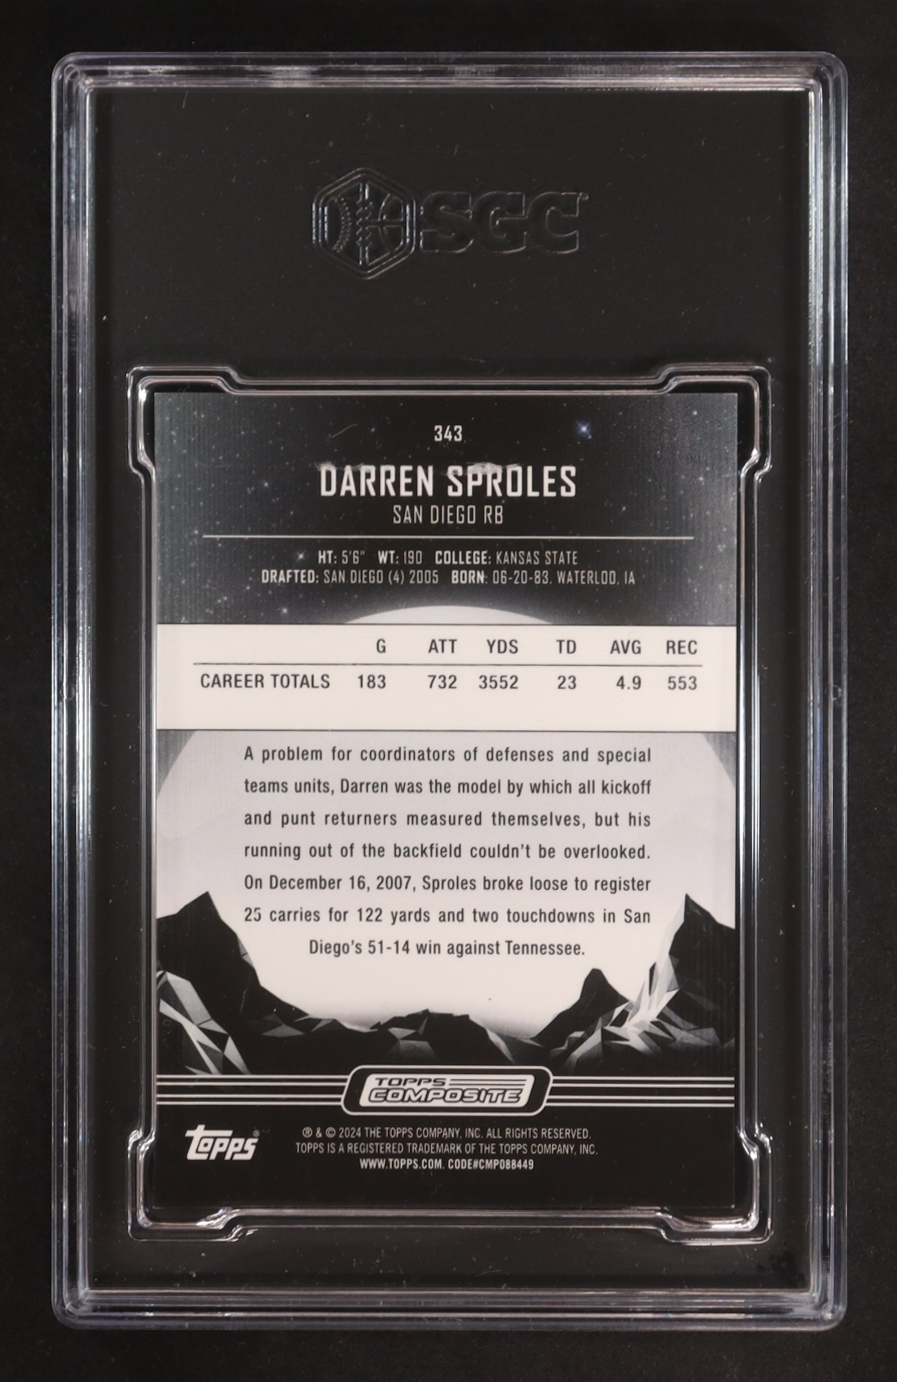 SGC
343
DARREN SPROLES
SAN DIEGO RB
HT: 5'6" WT: 190 COLLEGE: KANSAS STATE
DRAFTED: SAN DIEGO (4) 2005 BORN: 06-20-83, WATERLOO, IA
G ATT YDS TD AVG REC
CAREER TOTALS 183 732 3552 23 4.9 553
A problem for coordinators of defenses and special
teams units, Darren was the model by which all kickoff
and punt returners measured themselves, but his
running out of the backfield couldn't be overlooked.
On December 16, 2007, Sproles broke loose to register
25 carries for 122 yards and two touchdowns in San
Diego's 51-14 win against Tennessee.
TOPPS
COMPOSITE
topps®
® & © 2024 THE TOPPS COMPANY, INC. ALL RIGHTS RESERVED.
TOPPS IS A REGISTERED TRADEMARK OF THE TOPPS COMPANY, INC.
WWW.TOPPS.COM. CODE#CMP088449